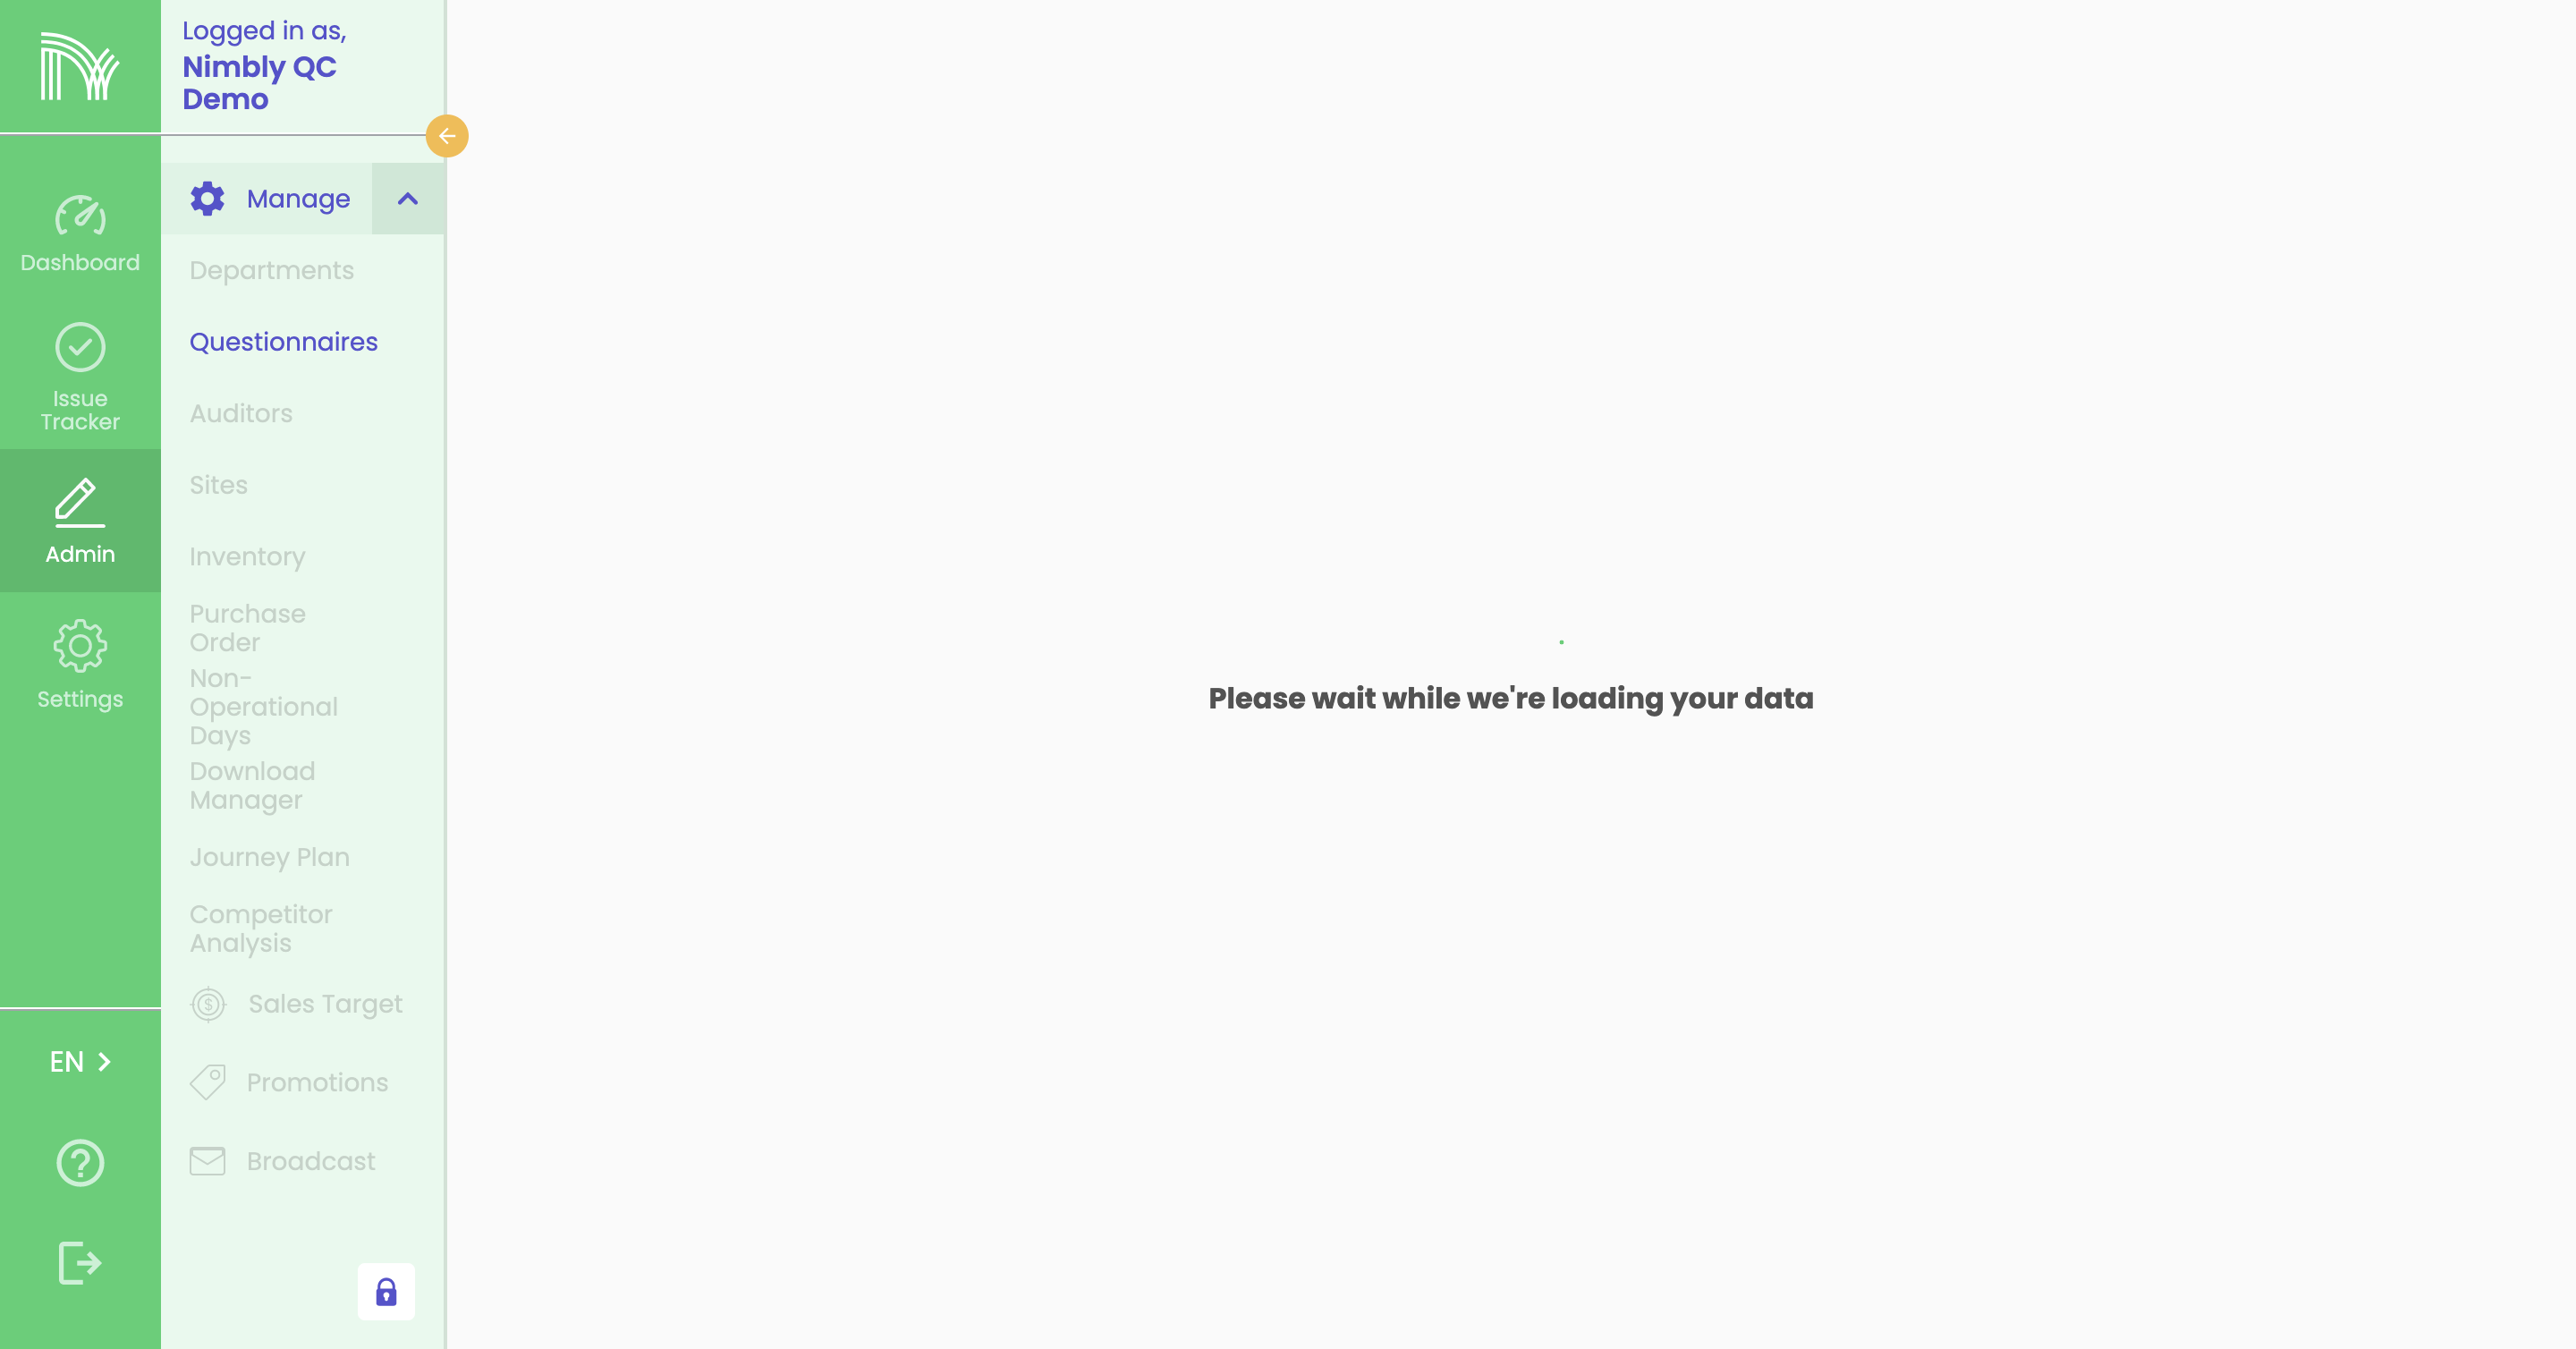 Logged in as,
Nimbly QC
Demo
Dashboard
Issue
Tracker
Admin
Settings
EN
Manage
Departments
Questionnaires
Auditors
Sites
Inventory
Purchase
Order
Non-
Operational
Days
Download
Manager
Journey Plan
Competitor
Analysis
Sales Target
Promotions
Broadcast
Please wait while we're loading your data